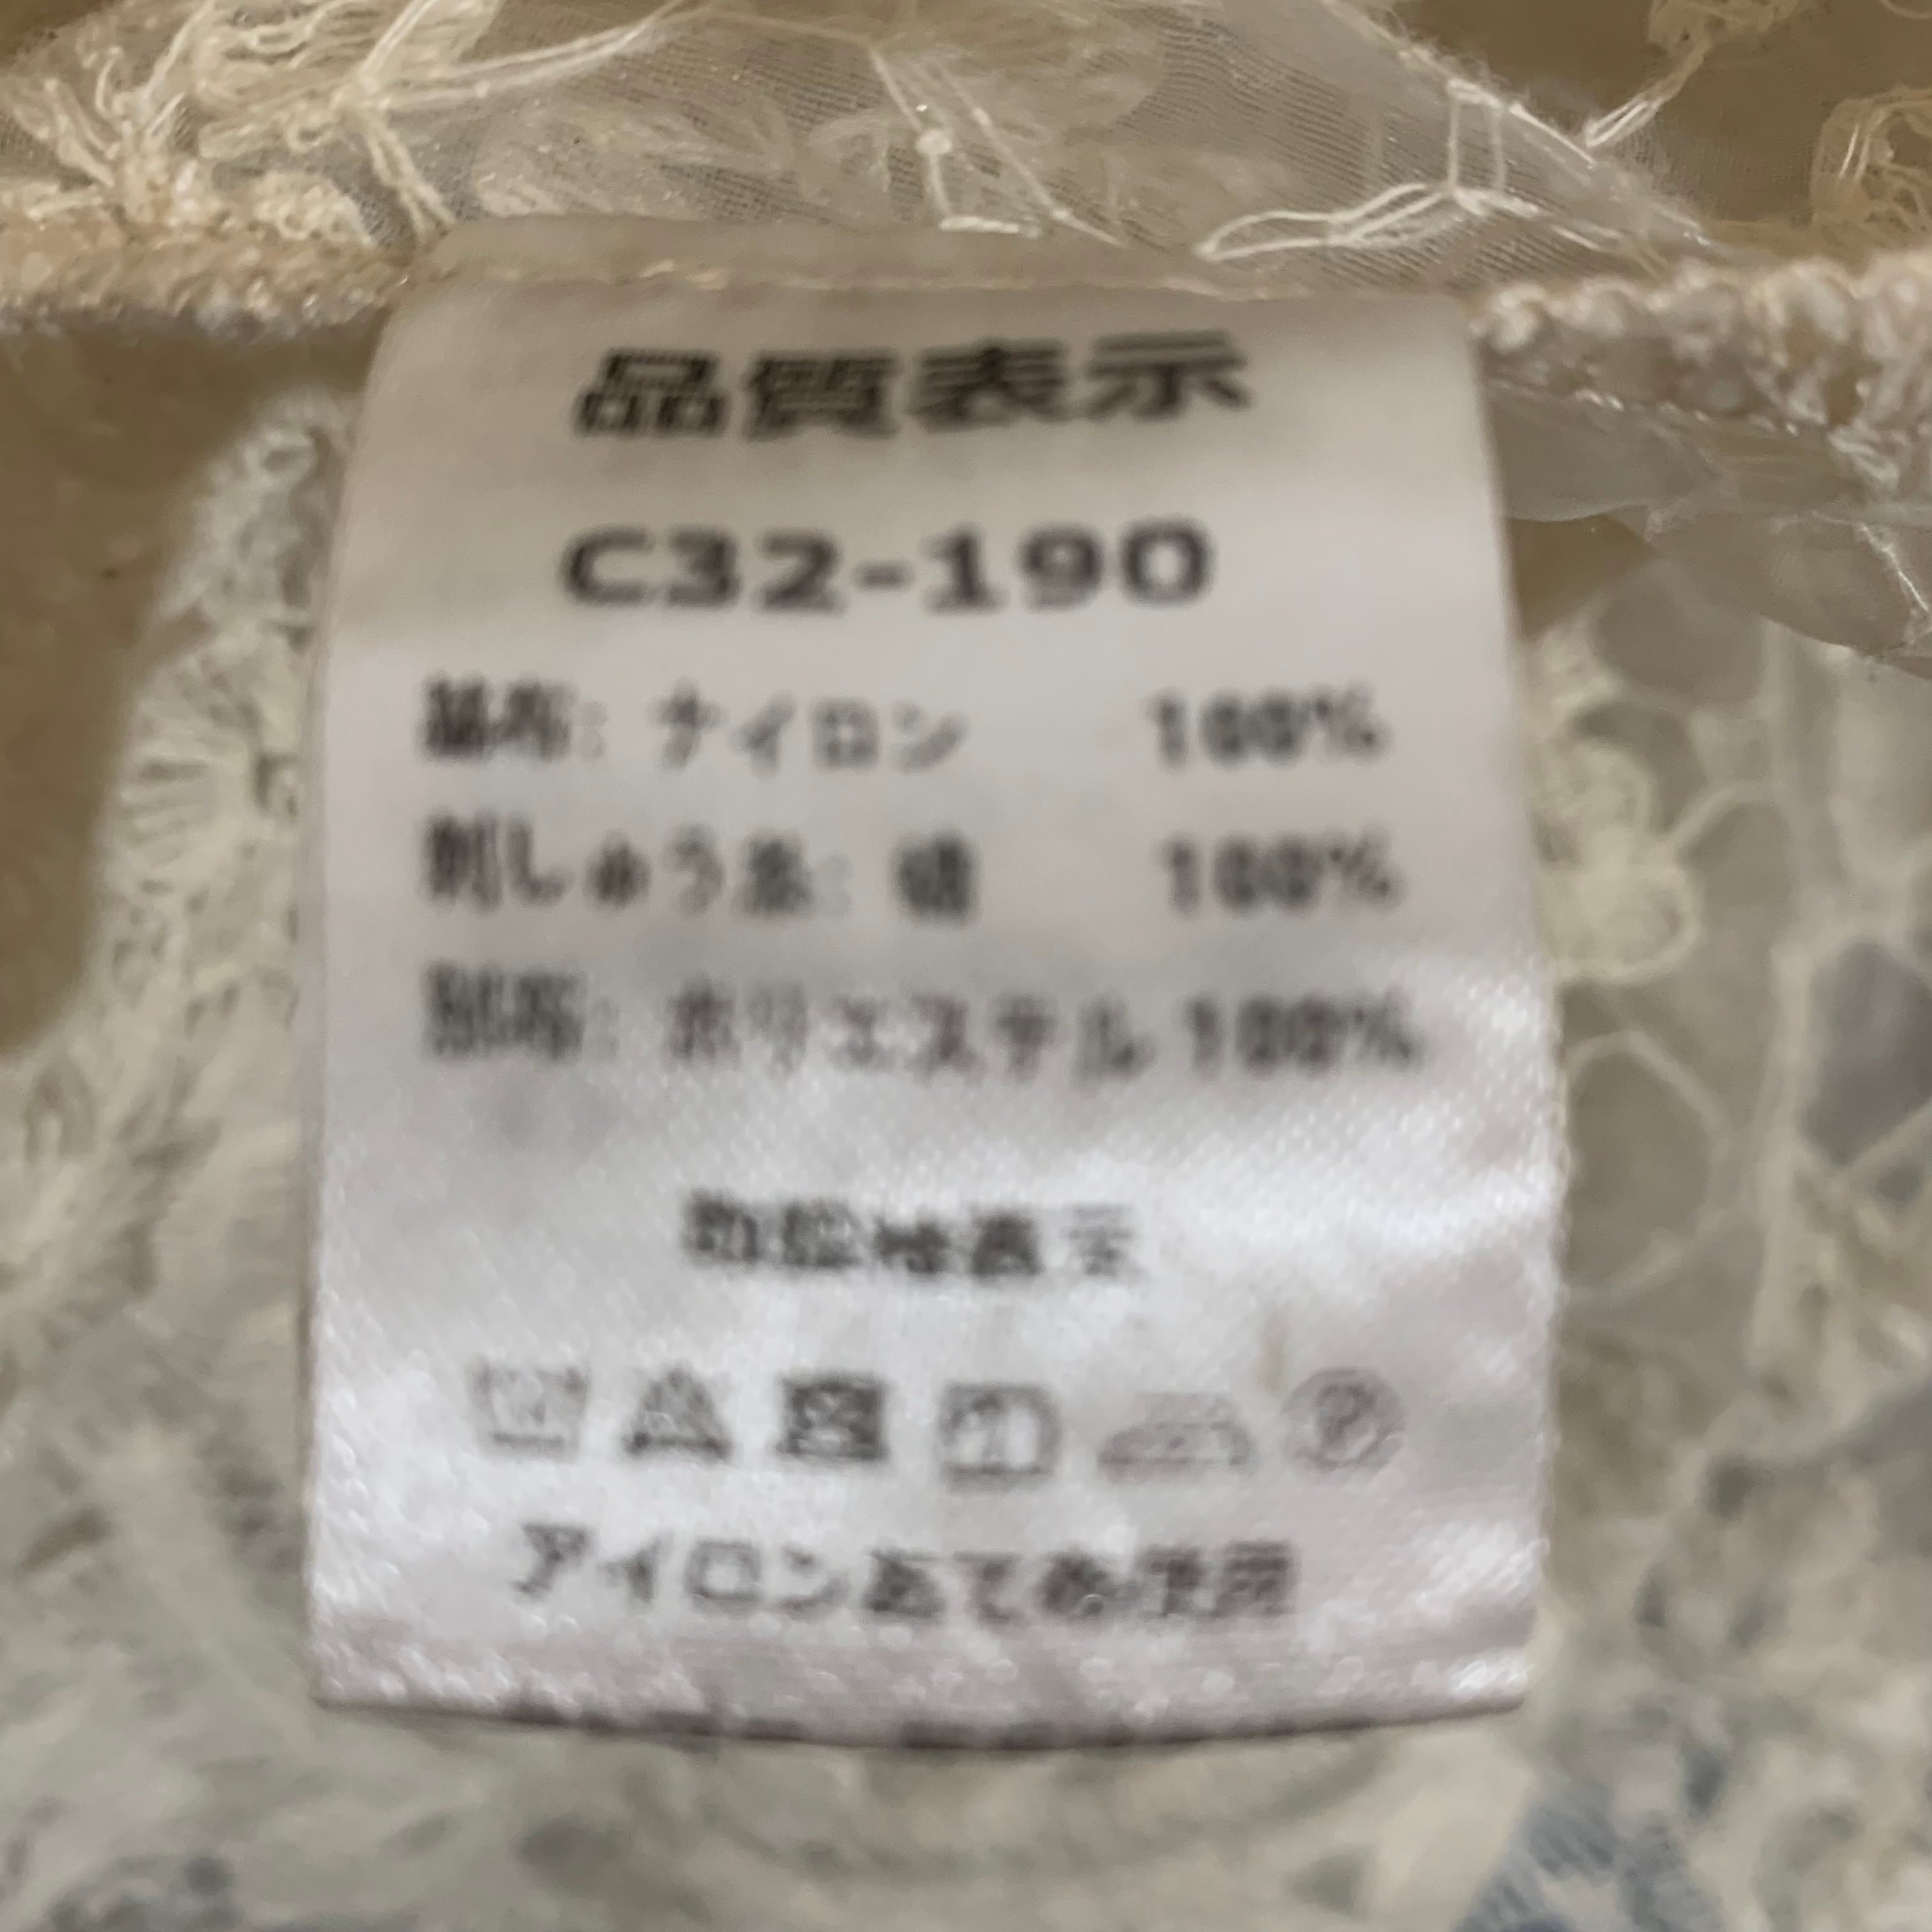 品質表示
C32-190
基布: ナイロン 100%
刺しゅう糸: 綿 100%
別布: ポリエステル 100%
取扱注意表示
アイロンあて布使用